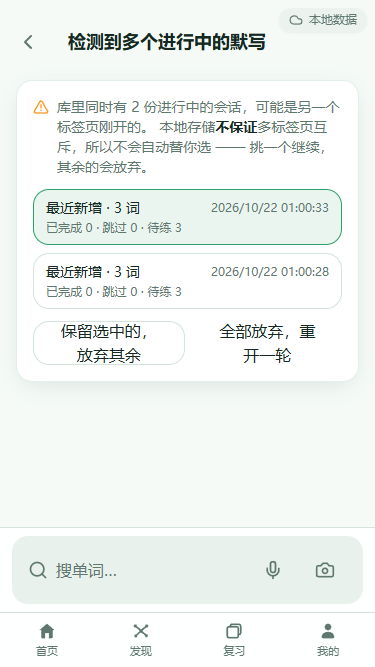 本地数据
检测到多个进行中的默写
库里同时有 2 份进行中的会话，可能是另一个
标签页刚开的。 本地存储不保证多标签页互
斥，所以不会自动替你选 —— 挑一个继续，
其余的会放弃。
最近新增 · 3 词 2026/10/22 01:00:33
已完成 0 · 跳过 0 · 待练 3
最近新增 · 3 词 2026/10/22 01:00:28
已完成 0 · 跳过 0 · 待练 3
保留选中的，
放弃其余
全部放弃，重
开一轮
搜单词...
首页 发现 复习 我的